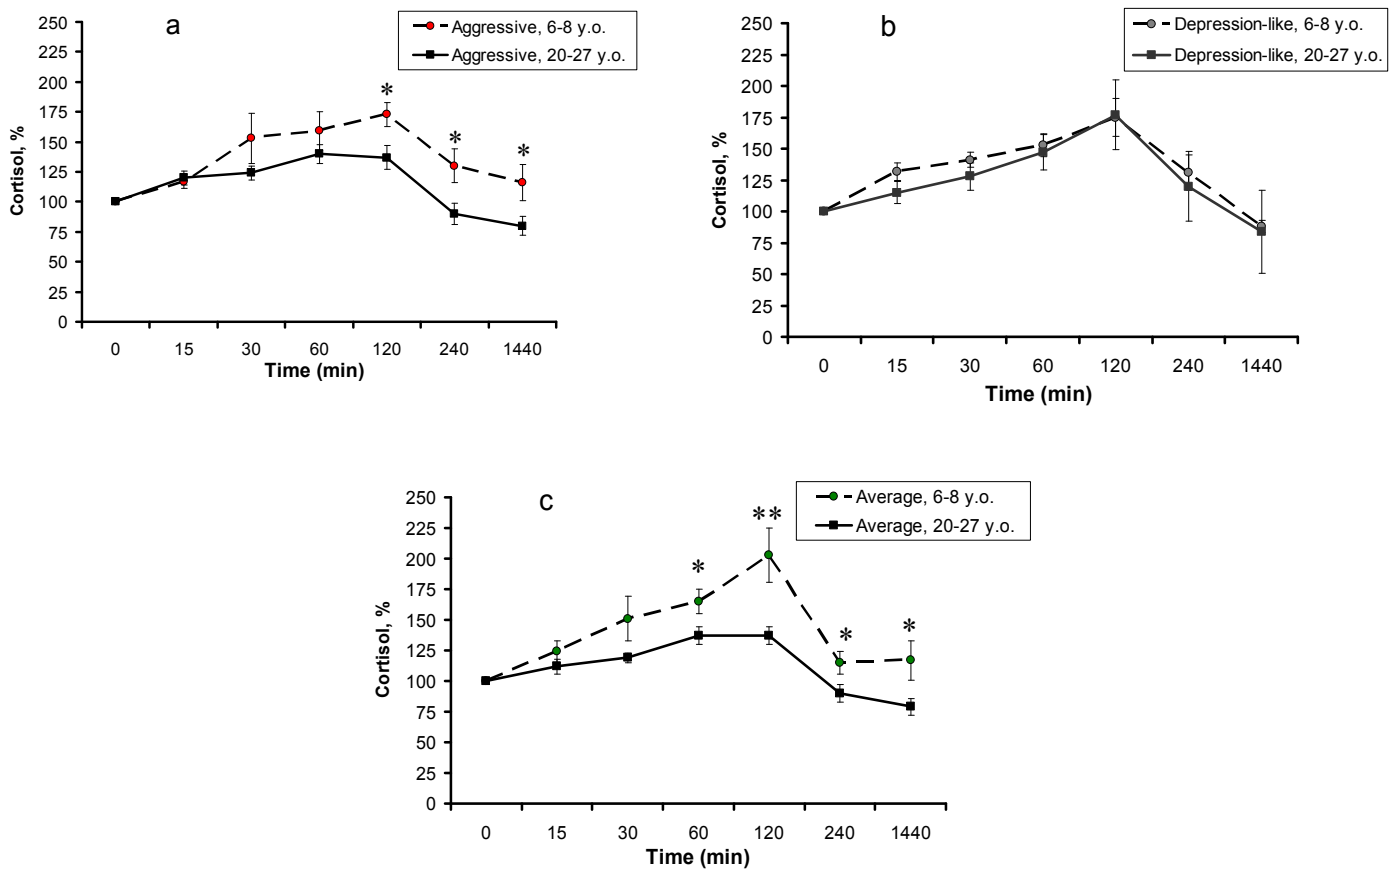 a
Aggressive, 6-8 y.o.
Aggressive, 20-27 y.o.
Cortisol, %
250
225
200
175
150
125
100
75
50
25
0
*
*
*
0 15 30 60 120 240 1440
Time (min)
b
Depression-like, 6-8 y.o.
Depression-like, 20-27 y.o.
Cortisol, %
250
225
200
175
150
125
100
75
50
25
0
0 15 30 60 120 240 1440
Time (min)
c
Average, 6-8 y.o.
Average, 20-27 y.o.
Cortisol, %
250
225
200
175
150
125
100
75
50
25
0
*
**
*
*
0 15 30 60 120 240 1440
Time (min)